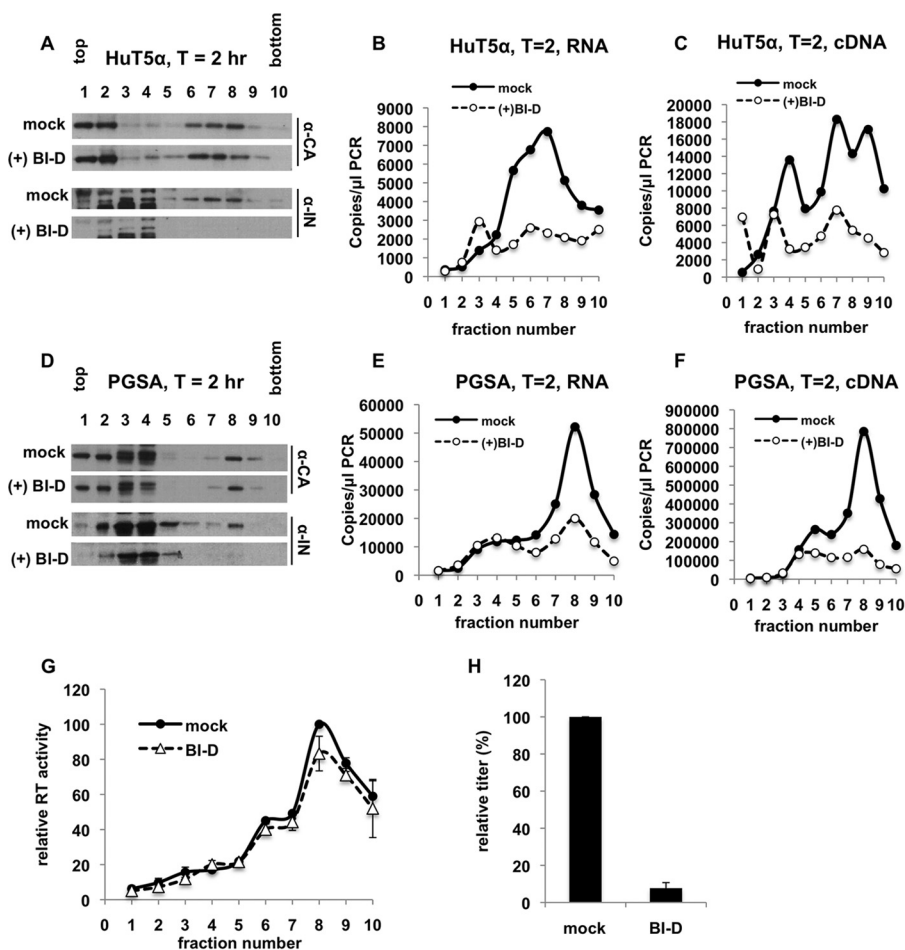 A
top
HuT5α, T = 2 hr
bottom
1 2 3 4 5 6 7 8 9 10
mock
(+) BI-D
α-CA
mock
(+) BI-D
α-IN
B
HuT5α, T=2, RNA
mock
(+)BI-D
Copies/µl PCR
9000
8000
7000
6000
5000
4000
3000
2000
1000
0
0 1 2 3 4 5 6 7 8 9 10
fraction number
C
HuT5α, T=2, cDNA
mock
(+)BI-D
Copies/µl PCR
20000
18000
16000
14000
12000
10000
8000
6000
4000
2000
0
0 1 2 3 4 5 6 7 8 9 10
fraction number
D
top
PGSA, T = 2 hr
bottom
1 2 3 4 5 6 7 8 9 10
mock
(+) BI-D
α-CA
mock
(+) BI-D
α-IN
E
PGSA, T=2, RNA
mock
(+)BI-D
Copies/µl PCR
60000
50000
40000
30000
20000
10000
0
0 1 2 3 4 5 6 7 8 9 10
fraction number
F
PGSA, T=2, cDNA
mock
(+)BI-D
Copies/µl PCR
900000
800000
700000
600000
500000
400000
300000
200000
100000
0
0 1 2 3 4 5 6 7 8 9 10
fraction number
G
mock
BI-D
relative RT activity
120
100
80
60
40
20
0
0 1 2 3 4 5 6 7 8 9 10
fraction number
H
relative titer (%)
120
100
80
60
40
20
0
mock BI-D